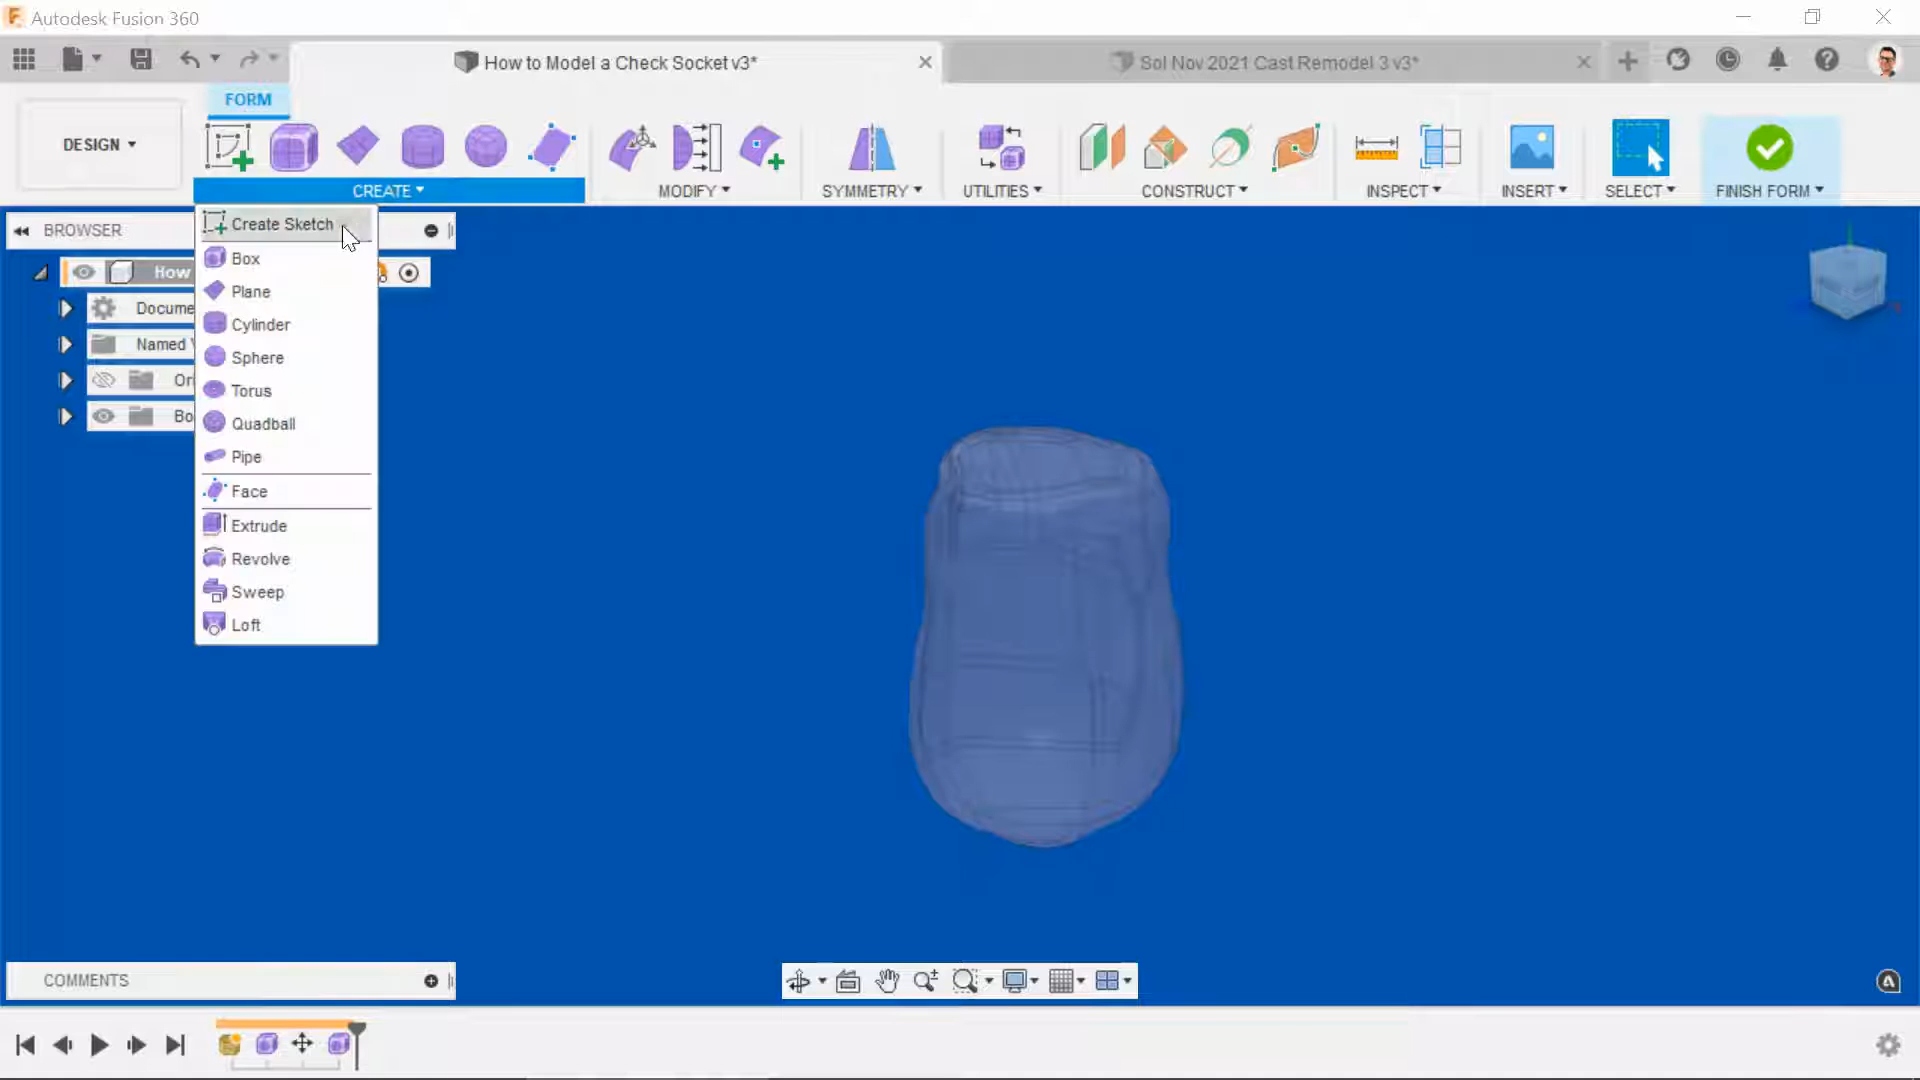 Autodesk Fusion 360
How to Model a Check Socket v3*
Sol Nov 2021 Cast Remodel 3 v3*
FORM
DESIGN
CREATE
MODIFY
SYMMETRY
UTILITIES
CONSTRUCT
INSPECT
INSERT
SELECT
FINISH FORM
BROWSER
Create Sketch
Box
How
Plane
Docume
Cylinder
Named V
Sphere
Ori
Torus
Bo
Quadball
Pipe
Face
Extrude
Revolve
Sweep
Loft
COMMENTS